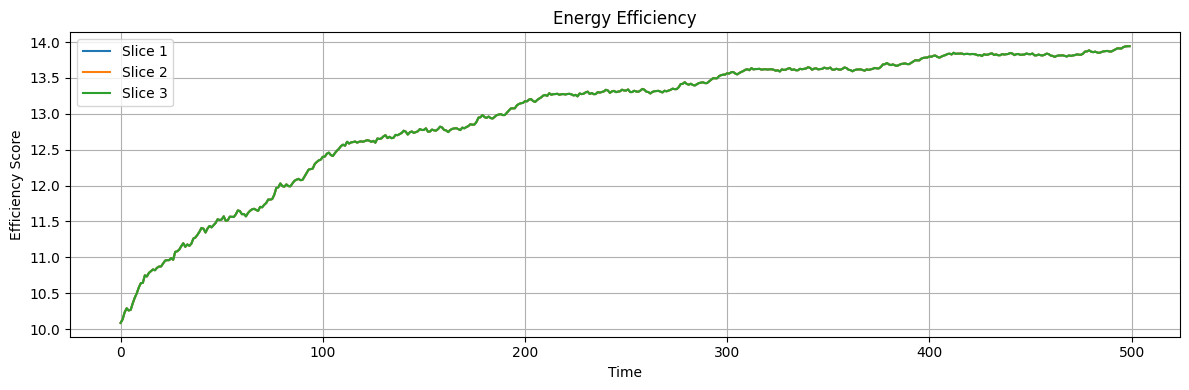 Energy Efficiency
Slice 1
Slice 2
Slice 3
Efficiency Score
14.0
13.5
13.0
12.5
12.0
11.5
11.0
10.5
10.0
0 100 200 300 400 500
Time